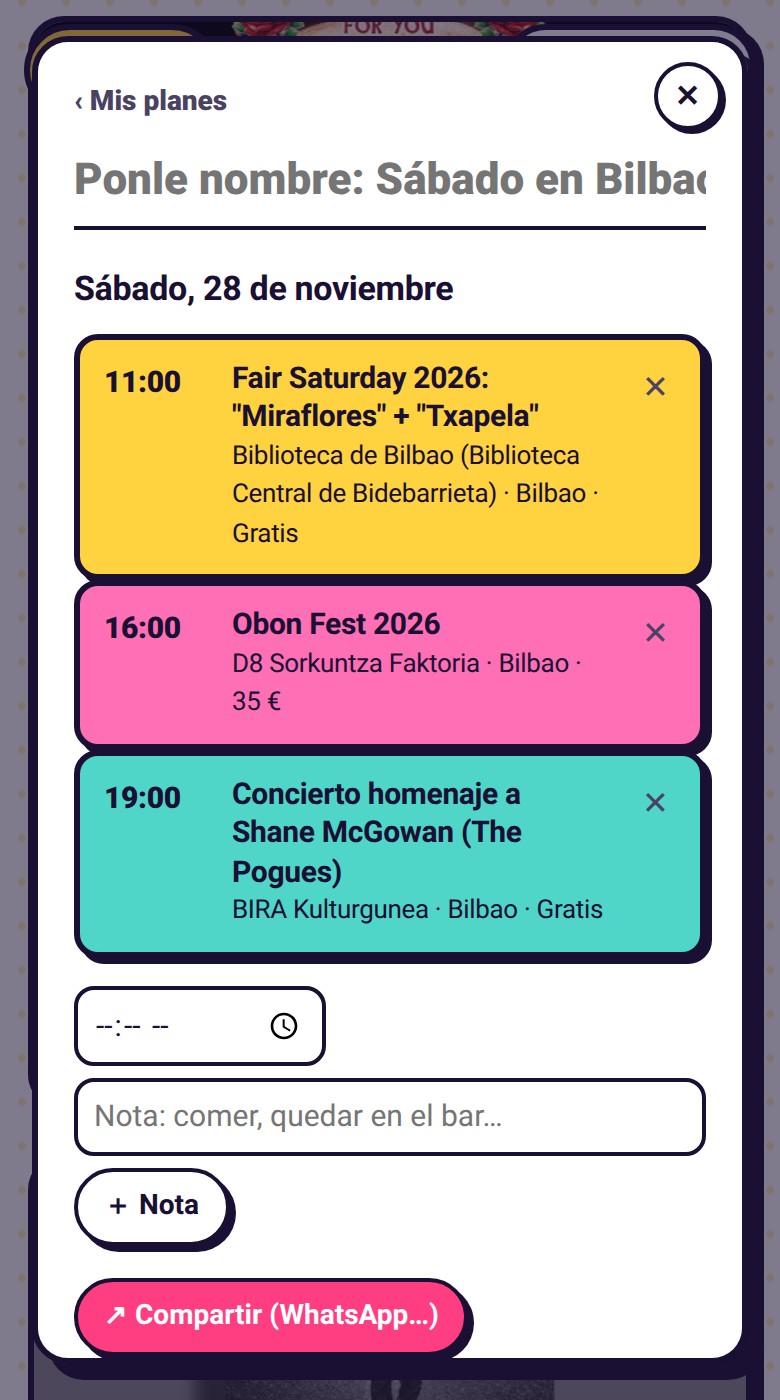 FOR YOU
‹ Mis planes
✕
Ponle nombre: Sábado en Bilbao
Sábado, 28 de noviembre
11:00
Fair Saturday 2026:
"Miraflores" + "Txapela"
✕
Biblioteca de Bilbao (Biblioteca
Central de Bidebarrieta) · Bilbao ·
Gratis
16:00
Obon Fest 2026
✕
D8 Sorkuntza Faktoria · Bilbao ·
35 €
19:00
Concierto homenaje a
Shane McGowan (The
Pogues)
✕
BIRA Kulturgunea · Bilbao · Gratis
--:-- --
Nota: comer, quedar en el bar…
+ Nota
↗ Compartir (WhatsApp…)